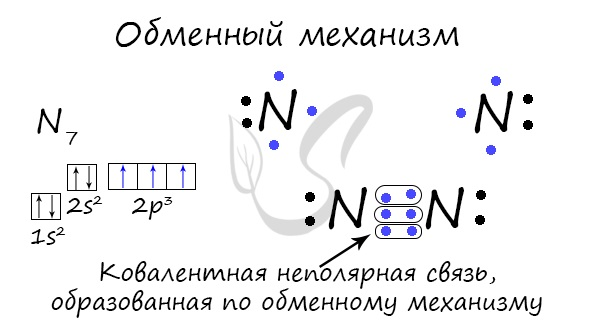 Обменный механизм
N N
N₇
2s² 2p³
1s²
N N
Ковалентная неполярная связь,
образованная по обменному механизму